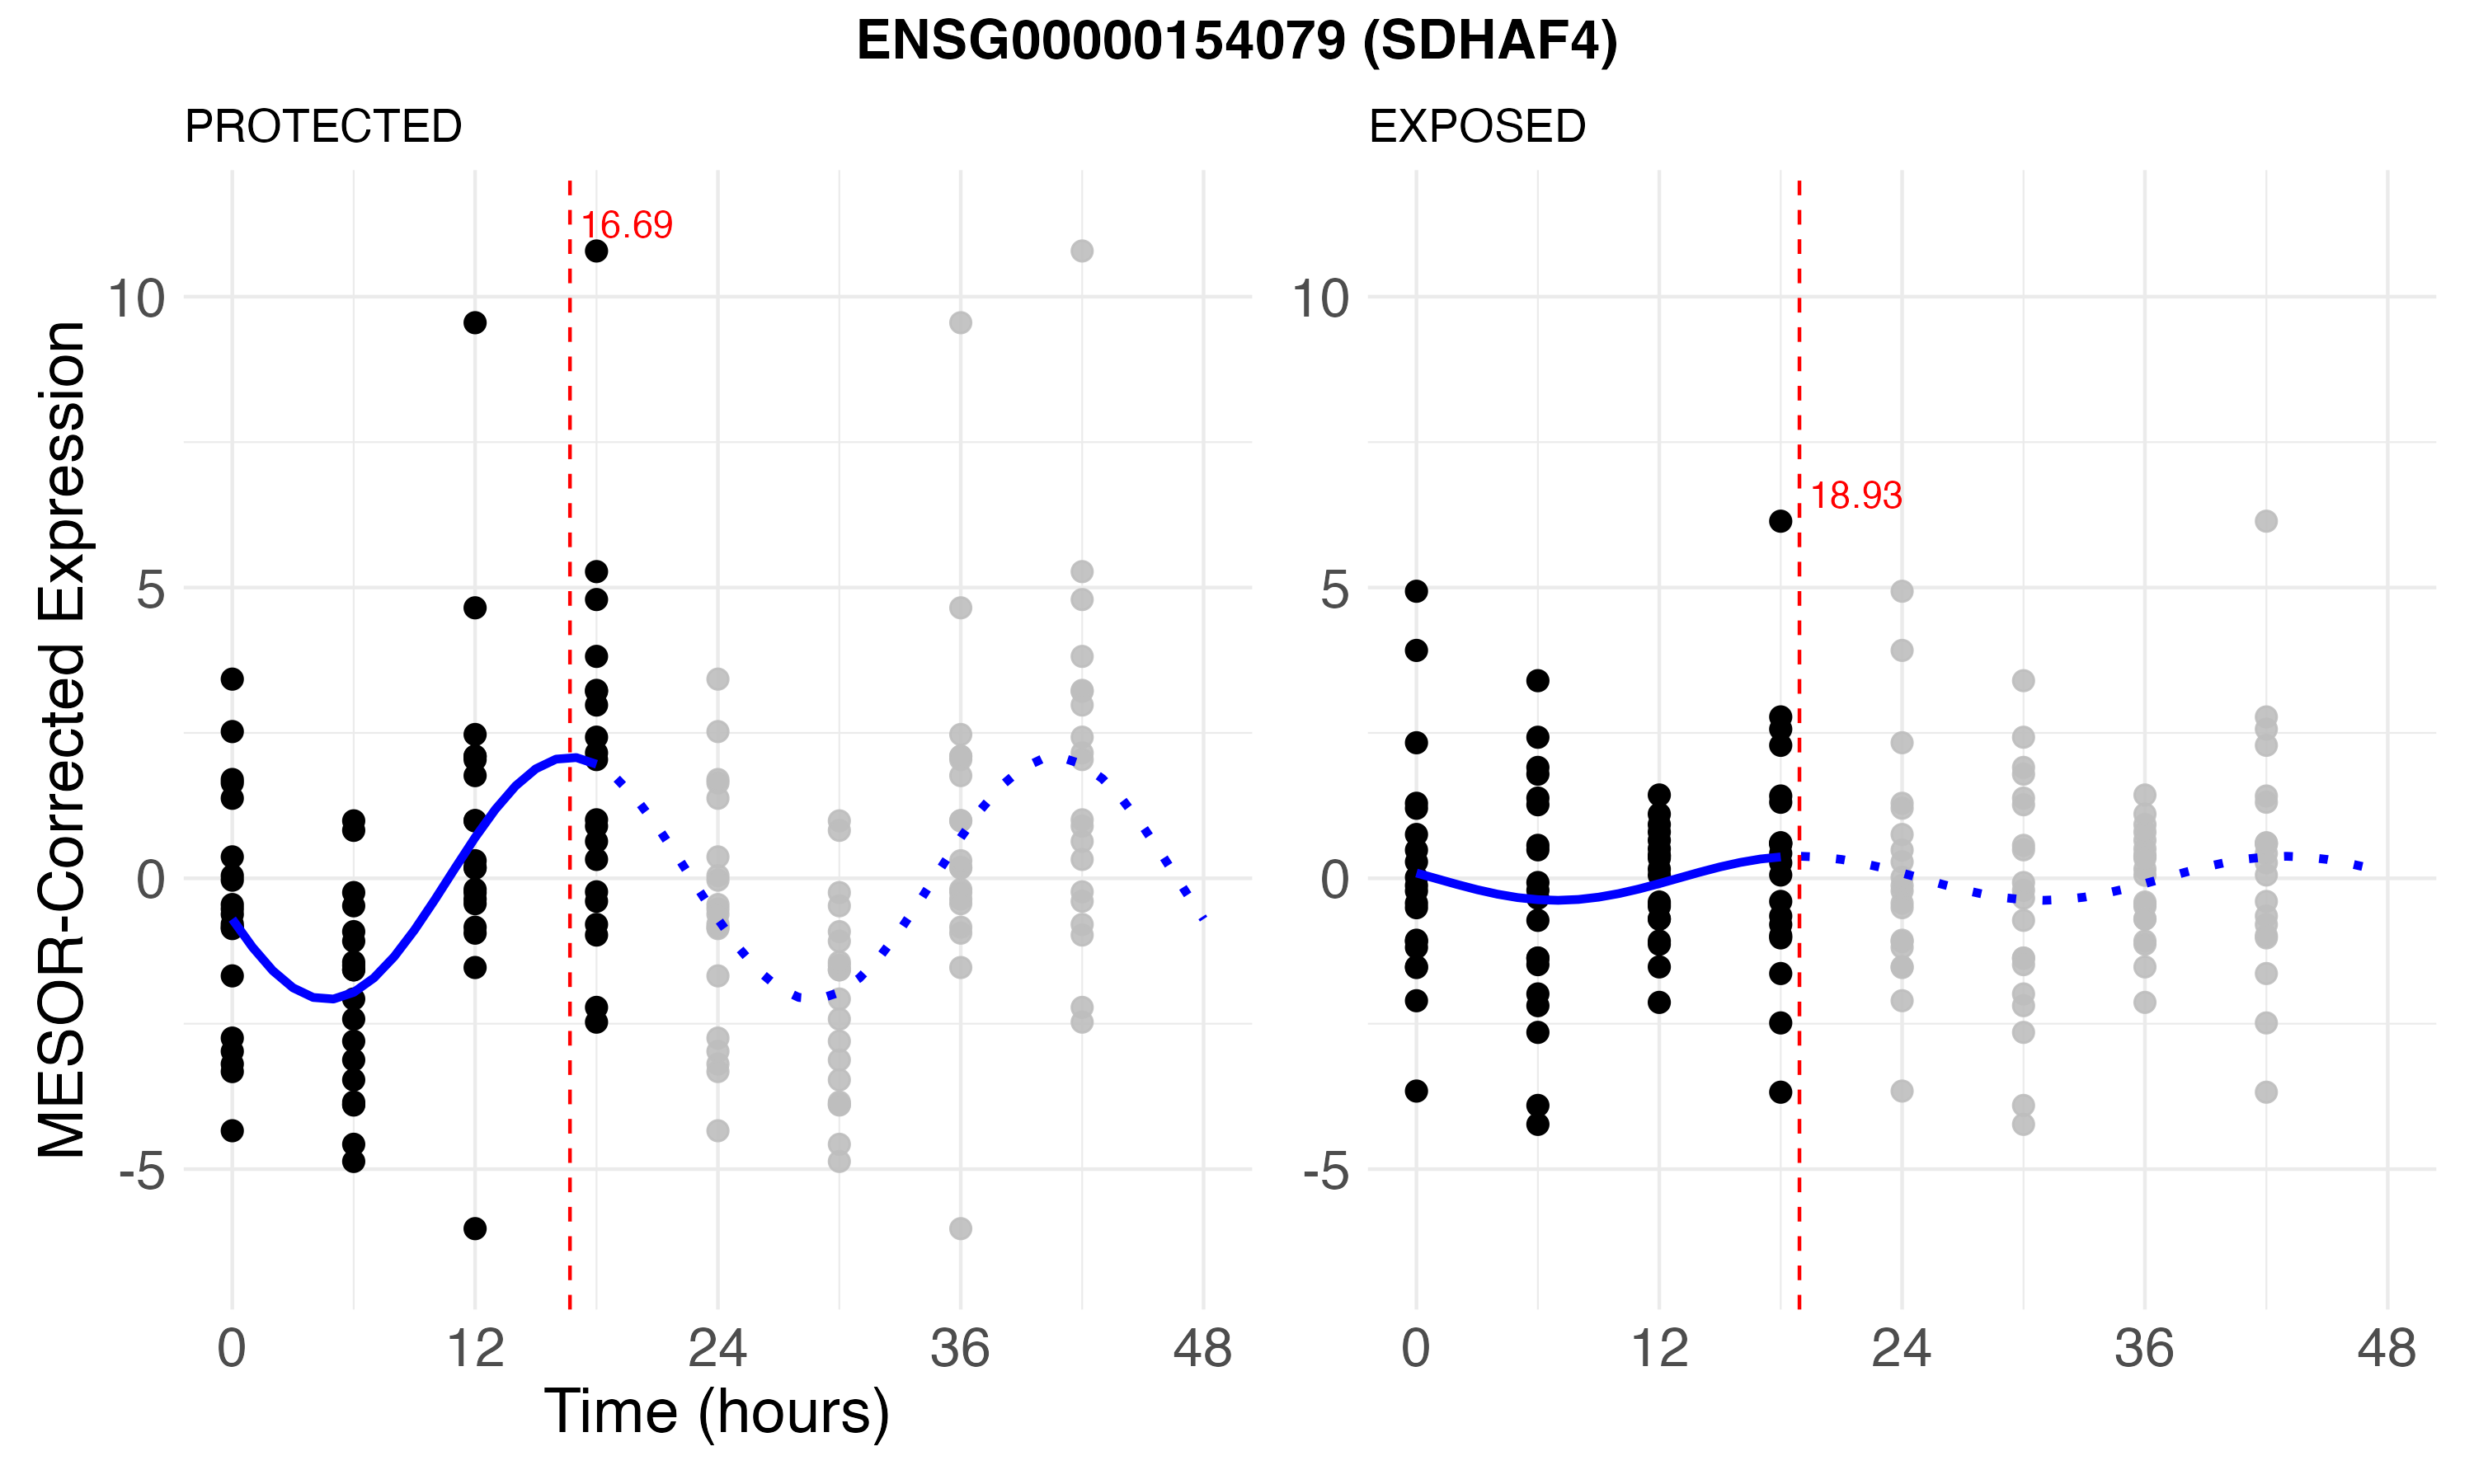 ENSG00000154079 (SDHAF4)
PROTECTED
EXPOSED
MESOR-Corrected Expression
10
5
0
-5
16.69
0 12 24 36 48
10
5
0
-5
18.93
0 12 24 36 48
Time (hours)